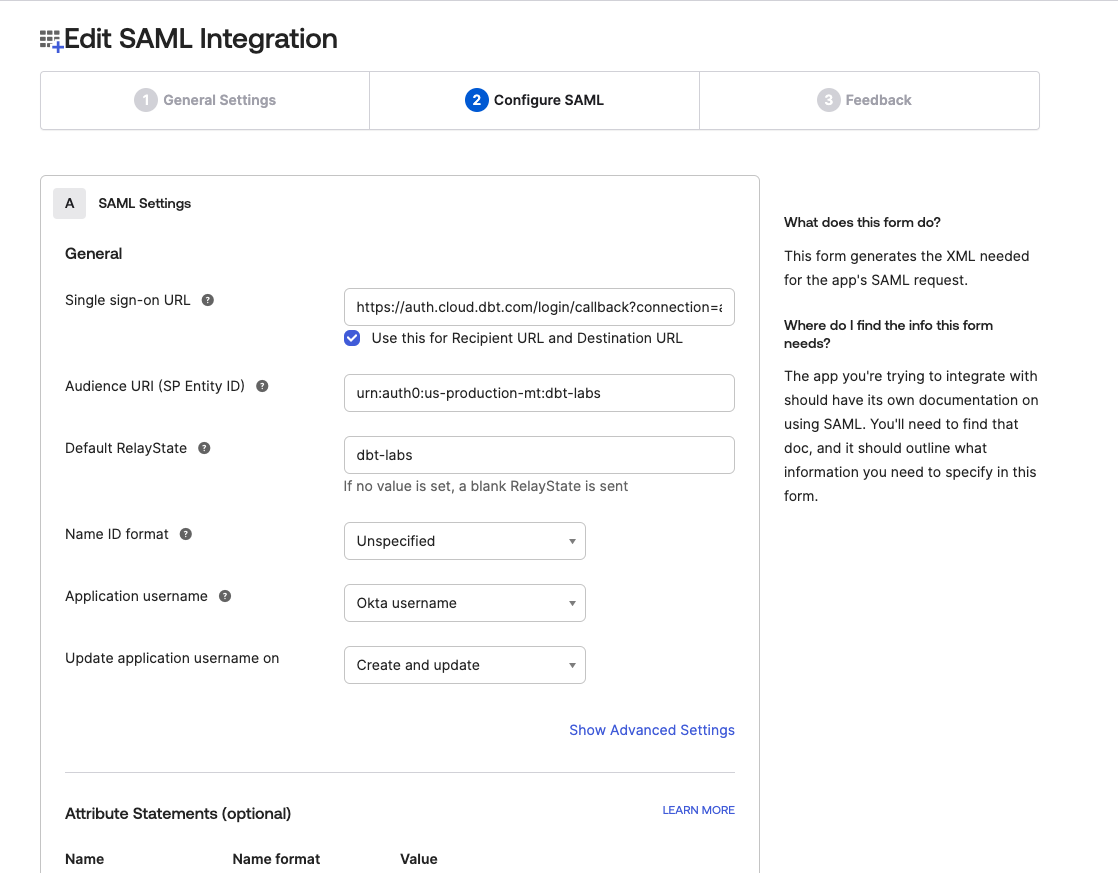 Edit SAML Integration
1 General Settings
2 Configure SAML
3 Feedback
A SAML Settings
General
Single sign-on URL ?
https://auth.cloud.dbt.com/login/callback?connection=a
Use this for Recipient URL and Destination URL
Audience URI (SP Entity ID) ?
urn:auth0:us-production-mt:dbt-labs
Default RelayState ?
dbt-labs
If no value is set, a blank RelayState is sent
Name ID format ?
Unspecified
Application username ?
Okta username
Update application username on
Create and update
Show Advanced Settings
Attribute Statements (optional)
LEARN MORE
Name Name format Value
What does this form do?
This form generates the XML needed
for the app's SAML request.
Where do I find the info this form
needs?
The app you're trying to integrate with
should have its own documentation on
using SAML. You'll need to find that
doc, and it should outline what
information you need to specify in this
form.